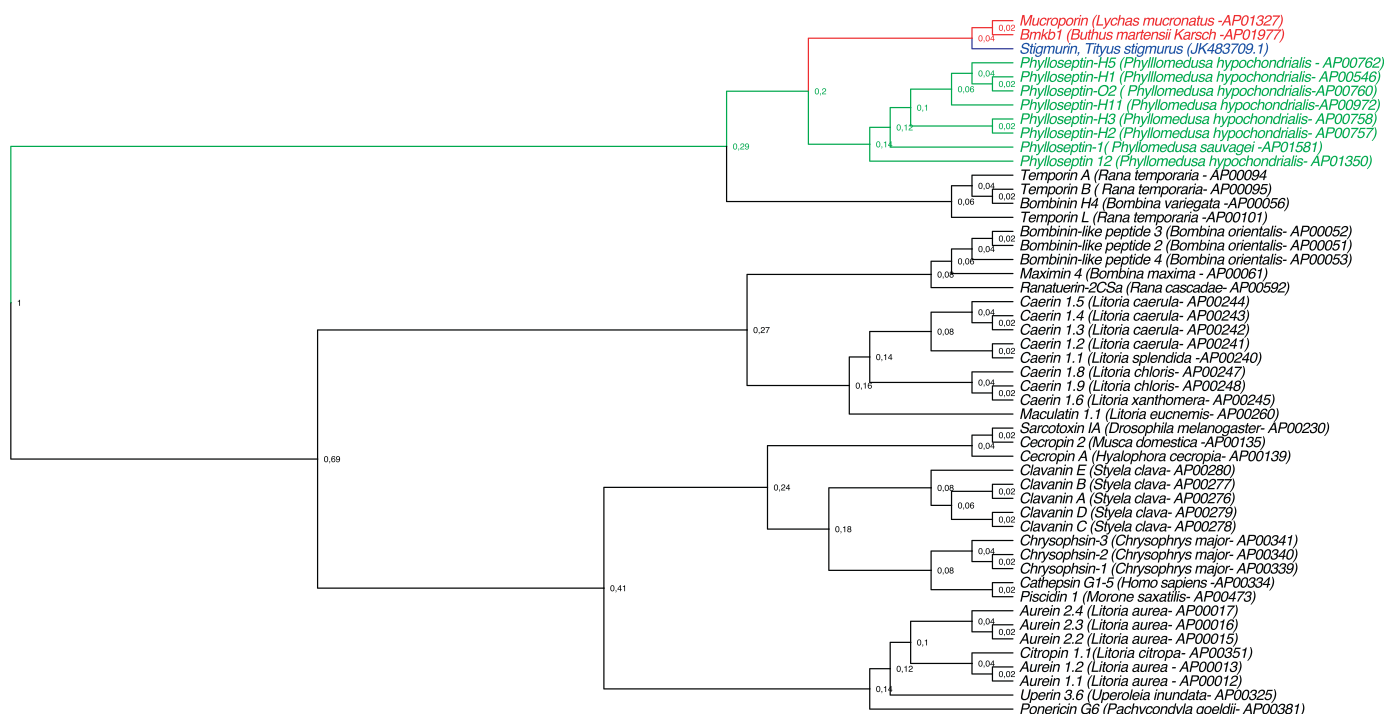 Mucroporin (Lychas mucronatus -AP01327)
0,02
Bmkb1 (Buthus martensii Karsch -AP01977)
0,04
Stigmurin, Tityus stigmurus (JK483709.1)
Phylloseptin-H5 (Phylllomedusa hypochondrialis - AP00762)
0,04
Phylloseptin-H1 (Phylllomedusa hypochondrialis- AP00546)
0,02
0,06
Phylloseptin-O2 ( Phylllomedusa hypochondrialis-AP00760)
0,2
Phylloseptin-H11 (Phyllomedusa hypochondrialis-AP00972)
0,1
Phylloseptin-H3 (Phyllomedusa hypochondrialis- AP00758)
0,02
0,12
Phylloseptin-H2 (Phyllomedusa hypochondrialis- AP00757)
0,14
0,29
Phylloseptin-1( Phyllomedusa sauvagei -AP01581)
Phylloseptin 12 (Phyllomedusa hypochondrialis- AP01350)
Temporin A (Rana temporaria - AP00094
0,04
Temporin B ( Rana temporaria- AP00095)
0,02
0,06
Bombinin H4 (Bombina variegata -AP00056)
Temporin L (Rana temporaria -AP00101)
Bombinin-like peptide 3 (Bombina orientalis- AP00052)
0,02
Bombinin-like peptide 2 (Bombina orientalis- AP00051)
0,04
0,06
Bombinin-like peptide 4 (Bombina orientalis- AP00053)
0,08
Maximin 4 (Bombina maxima - AP00061)
Ranatuerin-2CSa (Rana cascadae- AP00592)
1
Caerin 1.5 (Litoria caerula- AP00244)
0,04
Caerin 1.4 (Litoria caerula- AP00243)
0,02
0,27
0,08
Caerin 1.3 (Litoria caerula- AP00242)
Caerin 1.2 (Litoria caerula- AP00241)
0,02
0,14
Caerin 1.1 (Litoria splendida -AP00240)
Caerin 1.8 (Litoria chloris- AP00247)
0,04
0,16
Caerin 1.9 (Litoria chloris- AP00248)
0,02
Caerin 1.6 (Litoria xanthomera- AP00245)
Maculatin 1.1 (Litoria eucnemis- AP00260)
Sarcotoxin IA (Drosophila melanogaster- AP00230)
0,02
Cecropin 2 (Musca domestica -AP00135)
0,04
0,69
Cecropin A (Hyalophora cecropia- AP00139)
Clavanin E (Styela clava- AP00280)
0,24
0,08
Clavanin B (Styela clava- AP00277)
0,02
Clavanin A (Styela clava- AP00276)
0,06
Clavanin D (Styela clava- AP00279)
0,02
0,18
Clavanin C (Styela clava- AP00278)
Chrysophsin-3 (Chrysophrys major- AP00341)
0,04
Chrysophsin-2 (Chrysophrys major- AP00340)
0,02
0,08
Chrysophsin-1 (Chrysophrys major- AP00339)
Cathepsin G1-5 (Homo sapiens -AP00334)
0,02
0,41
Piscidin 1 (Morone saxatilis- AP00473)
Aurein 2.4 (Litoria aurea- AP00017)
0,04
Aurein 2.3 (Litoria aurea- AP00016)
0,02
0,1
Aurein 2.2 (Litoria aurea- AP00015)
Citropin 1.1(Litoria citropa- AP00351)
0,04
0,12
Aurein 1.2 (Litoria aurea - AP00013)
0,02
Aurein 1.1 (Litoria aurea - AP00012)
0,14
Uperin 3.6 (Uperoleia inundata- AP00325)
Ponericin G6 (Pachycondyla goeldii- AP00381)